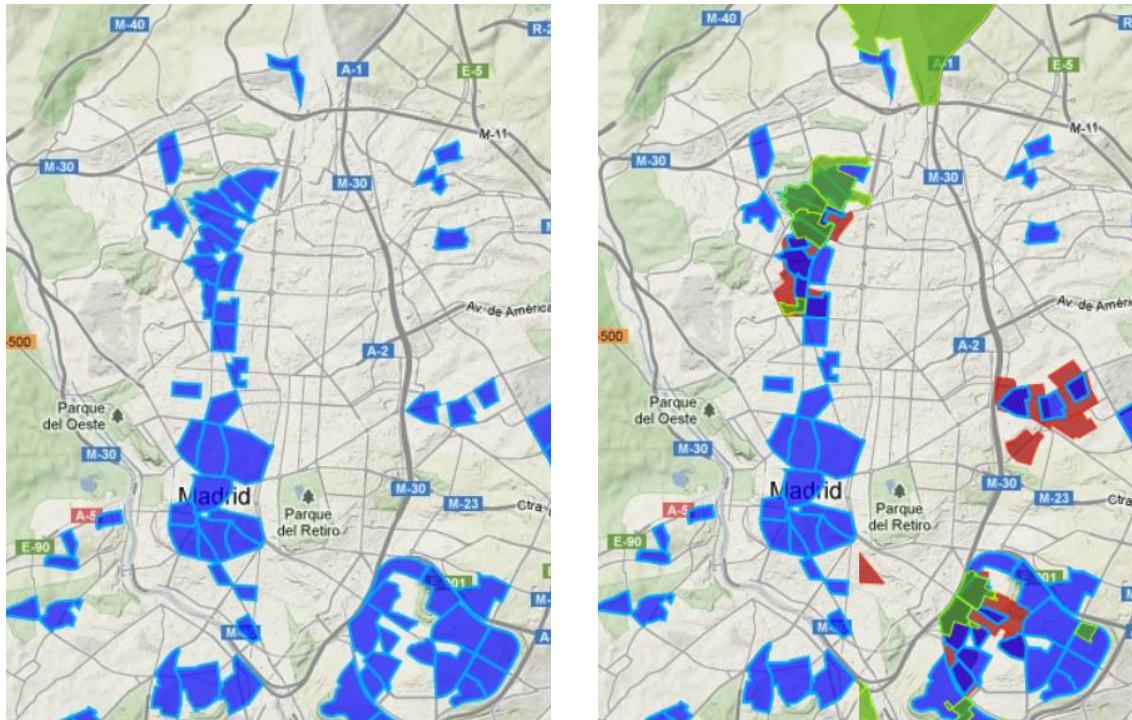 M-40
R-2
A-1
E-5
M-11
M-30
M-30
M-
Av. de América
-500
A-2
Parque
del Oeste
M-30
Madrid
M-30
M-23
A-5
Parque
del Retiro
Ctra.
E-90
M-
A-
M-40
R-
A-1
E-5
M-11
M-30
M-30
M-
Av. de América
A-2
Parque
del Oeste
M-30
Madrid
M-30
M-23
A-5
Parque
del Retiro
Ctra.
E-90
M-
A-